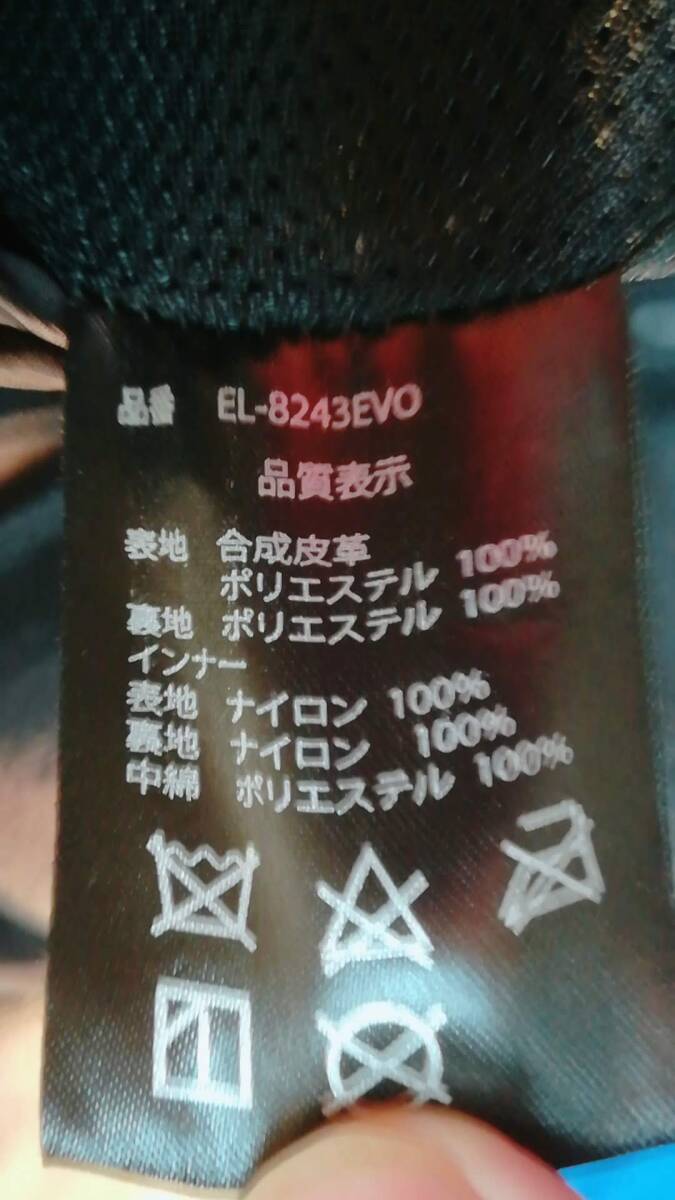 品番 EL-8243EVO
品質表示
表地 合成皮革
ポリエステル 100%
裏地 ポリエステル 100%
インナー
表地 ナイロン 100%
裏地 ナイロン 100%
中綿 ポリエステル 100%